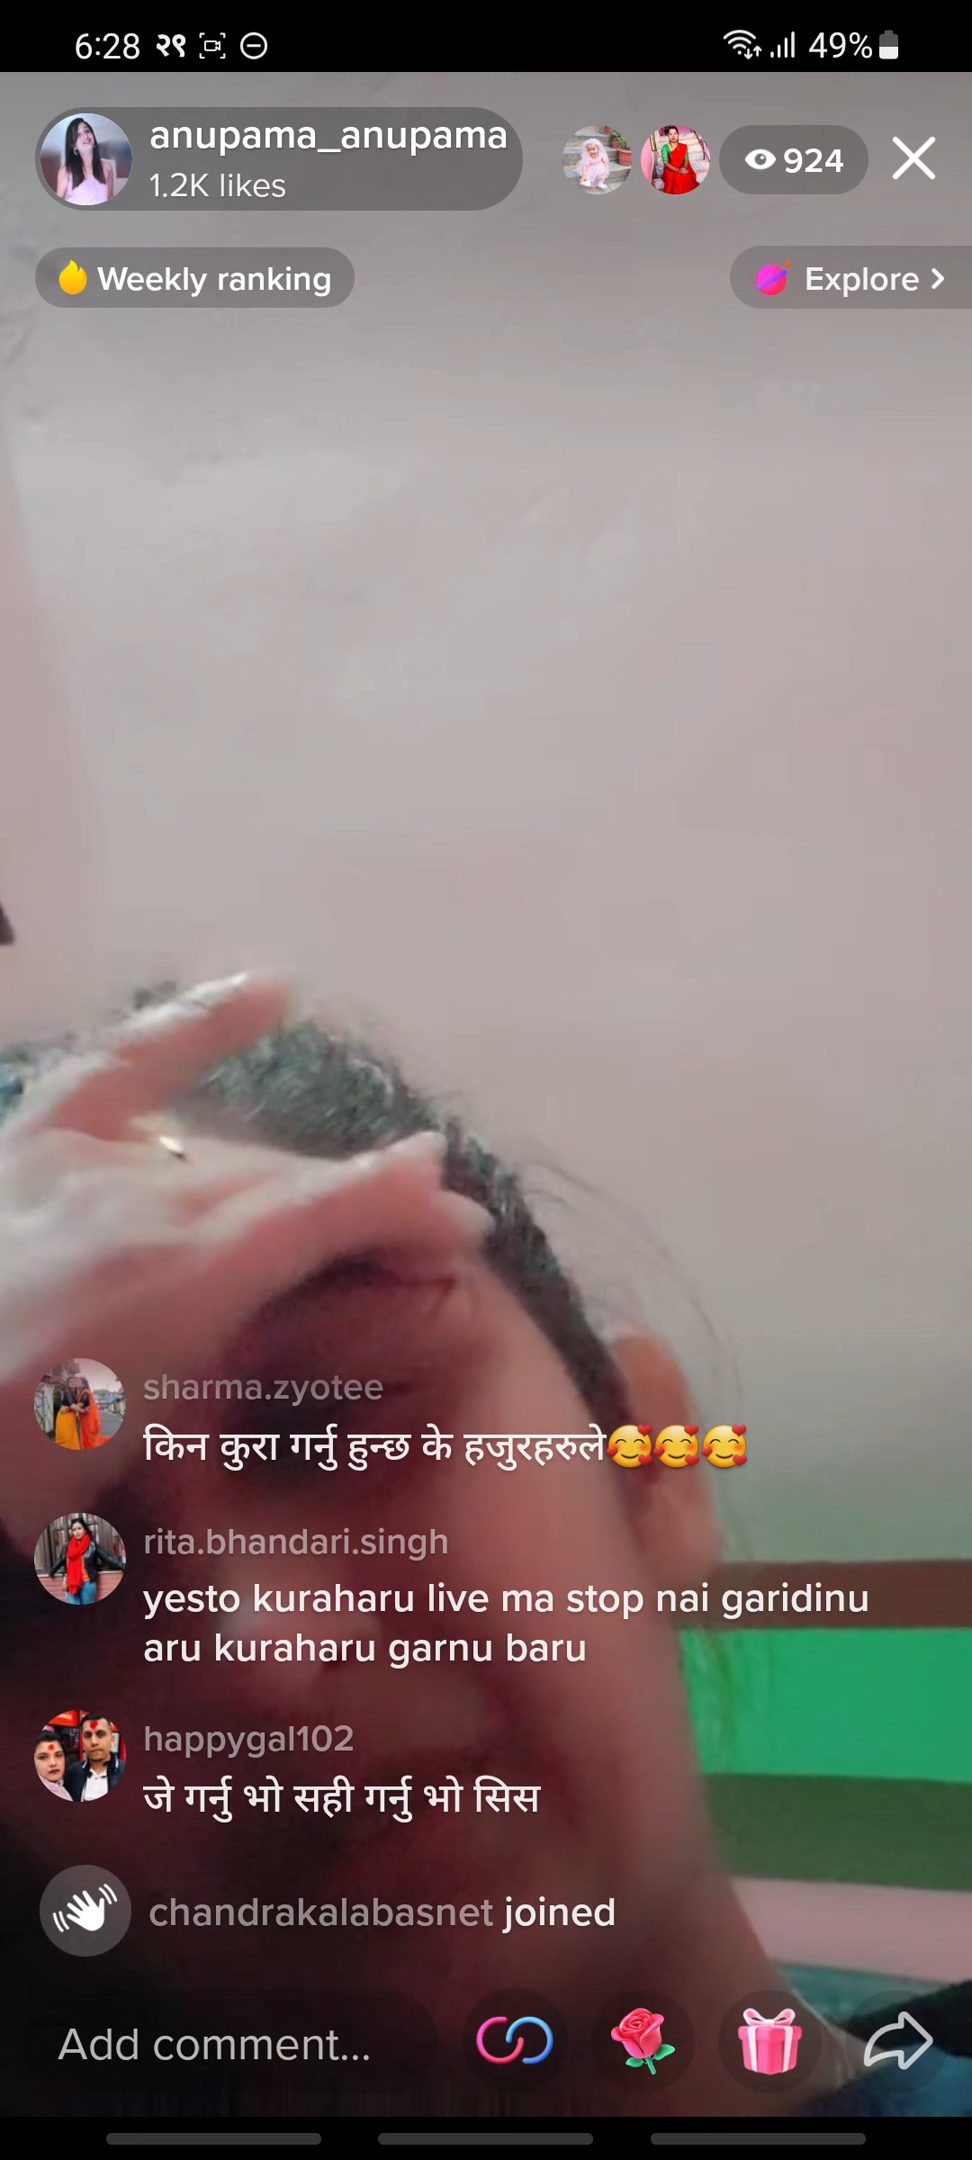 6:28 २९
49%
anupama_anupama
1.2K likes
924
Weekly ranking
Explore
sharma.zyotee
किन कुरा गर्नु हुन्छ के हजुरहरुले🥰🥰🥰
rita.bhandari.singh
yesto kuraharu live ma stop nai garidinu
aru kuraharu garnu baru
happygal102
जे गर्नु भो सही गर्नु भो सिस
chandrakalabasnet joined
Add comment...